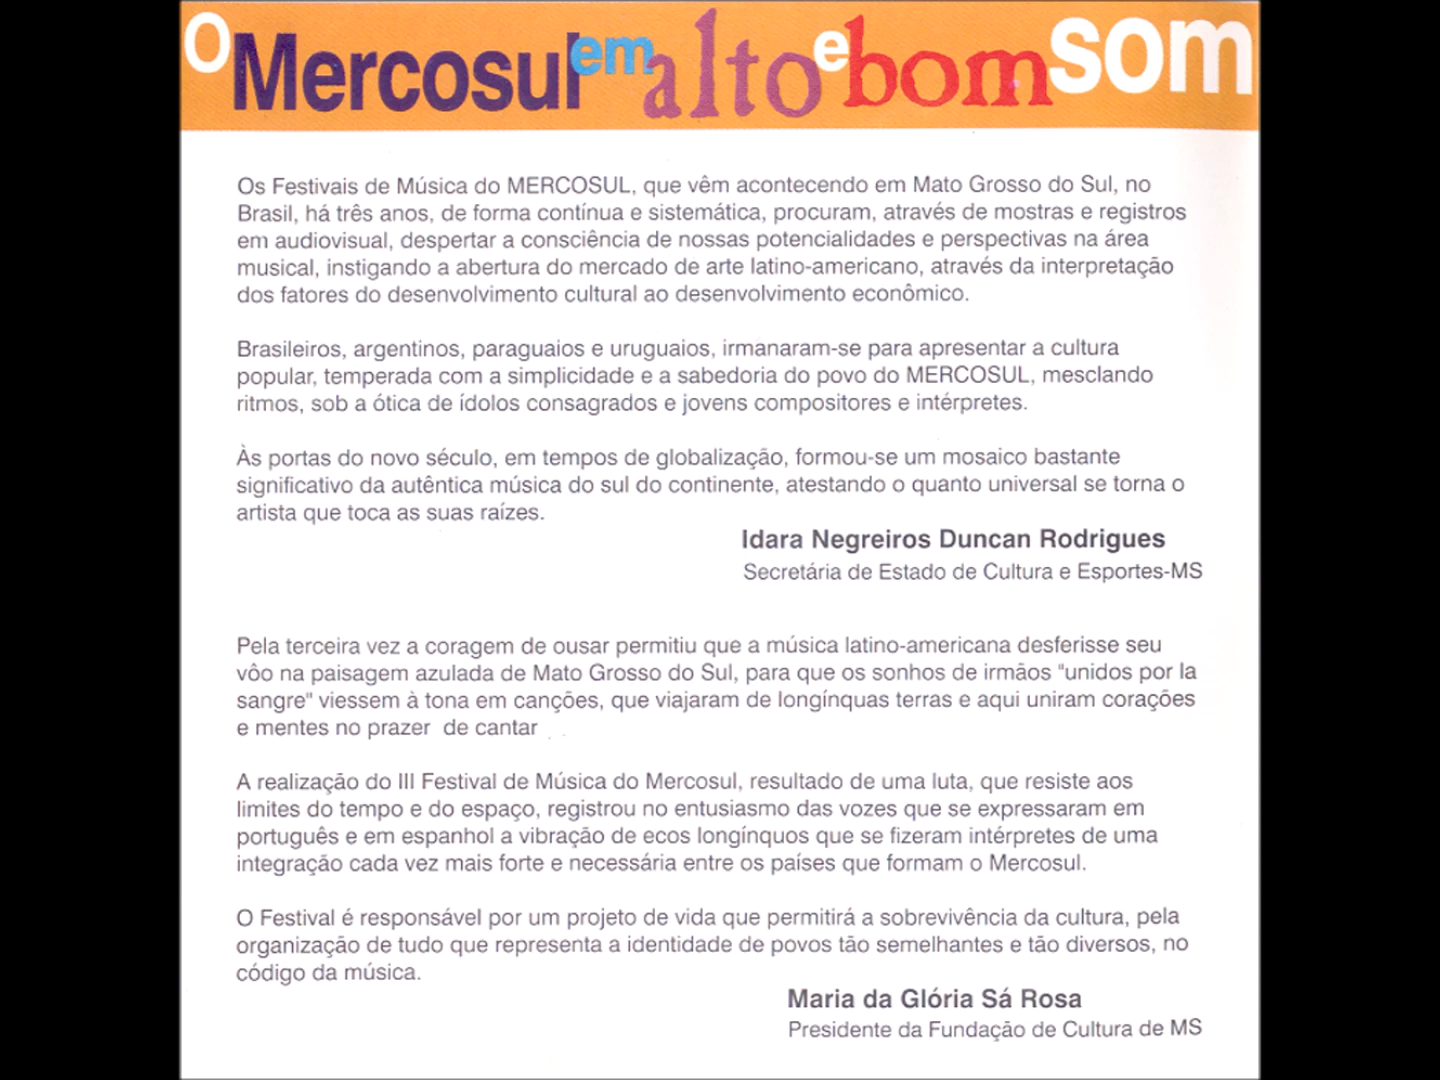 O Mercosul em alto e bom som
Os Festivais de Música do MERCOSUL, que vêm acontecendo em Mato Grosso do Sul, no
Brasil, há três anos, de forma contínua e sistemática, procuram, através de mostras e registros
em audiovisual, despertar a consciência de nossas potencialidades e perspectivas na área
musical, instigando a abertura do mercado de arte latino-americano, através da interpretação
dos fatores do desenvolvimento cultural ao desenvolvimento econômico.
Brasileiros, argentinos, paraguaios e uruguaios, irmanaram-se para apresentar a cultura
popular, temperada com a simplicidade e a sabedoria do povo do MERCOSUL, mesclando
ritmos, sob a ótica de ídolos consagrados e jovens compositores e intérpretes.
Às portas do novo século, em tempos de globalização, formou-se um mosaico bastante
significativo da autêntica música do sul do continente, atestando o quanto universal se torna o
artista que toca as suas raízes.
Idara Negreiros Duncan Rodrigues
Secretária de Estado de Cultura e Esportes-MS
Pela terceira vez a coragem de ousar permitiu que a música latino-americana desferisse seu
vôo na paisagem azulada de Mato Grosso do Sul, para que os sonhos de irmãos "unidos por la
sangre" viessem à tona em canções, que viajaram de longínquas terras e aqui uniram corações
e mentes no prazer  de cantar
A realização do III Festival de Música do Mercosul, resultado de uma luta, que resiste aos
limites do tempo e do espaço, registrou no entusiasmo das vozes que se expressaram em
português e em espanhol a vibração de ecos longínquos que se fizeram intérpretes de uma
integração cada vez mais forte e necessária entre os países que formam o Mercosul.
O Festival é responsável por um projeto de vida que permitirá a sobrevivência da cultura, pela
organização de tudo que representa a identidade de povos tão semelhantes e tão diversos, no
código da música.
Maria da Glória Sá Rosa
Presidente da Fundação de Cultura de MS